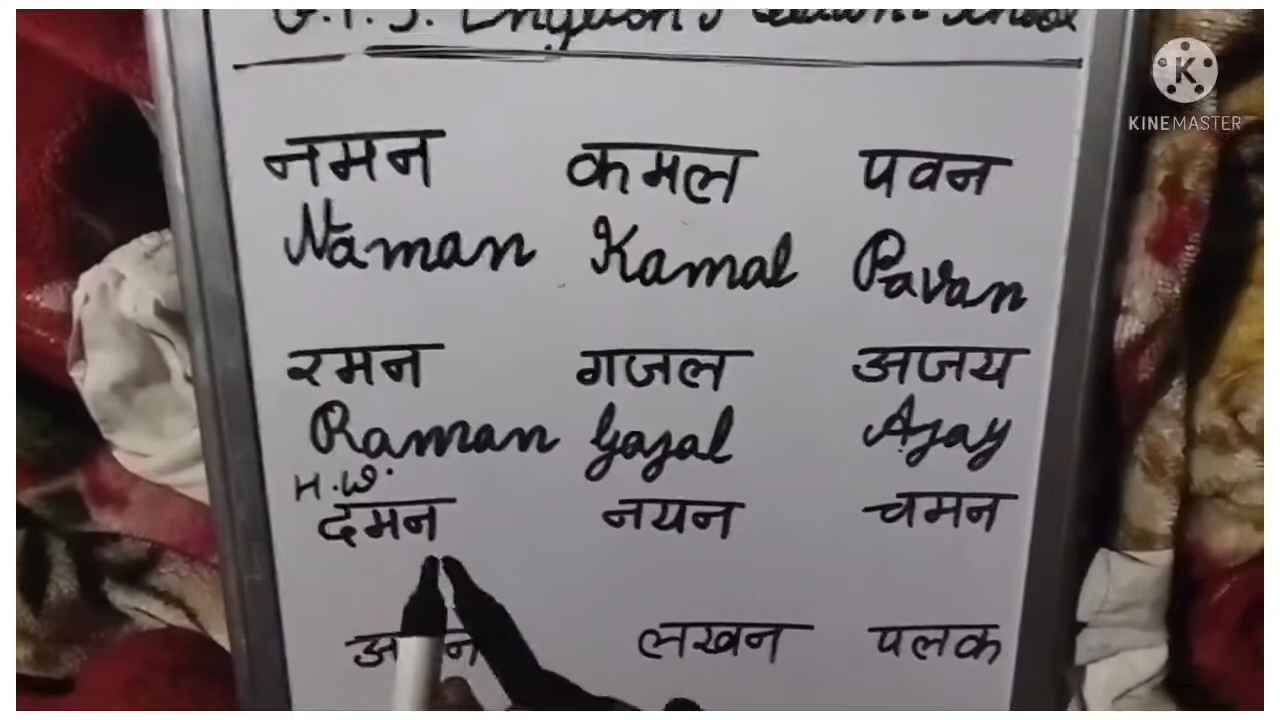 नमन कमल पवन
Naman Kamal Pavan
रमन गजल अजय
Raman Gajal Ajay
H.W.
दमन नयन चमन
लखन पलक
KINEMASTER